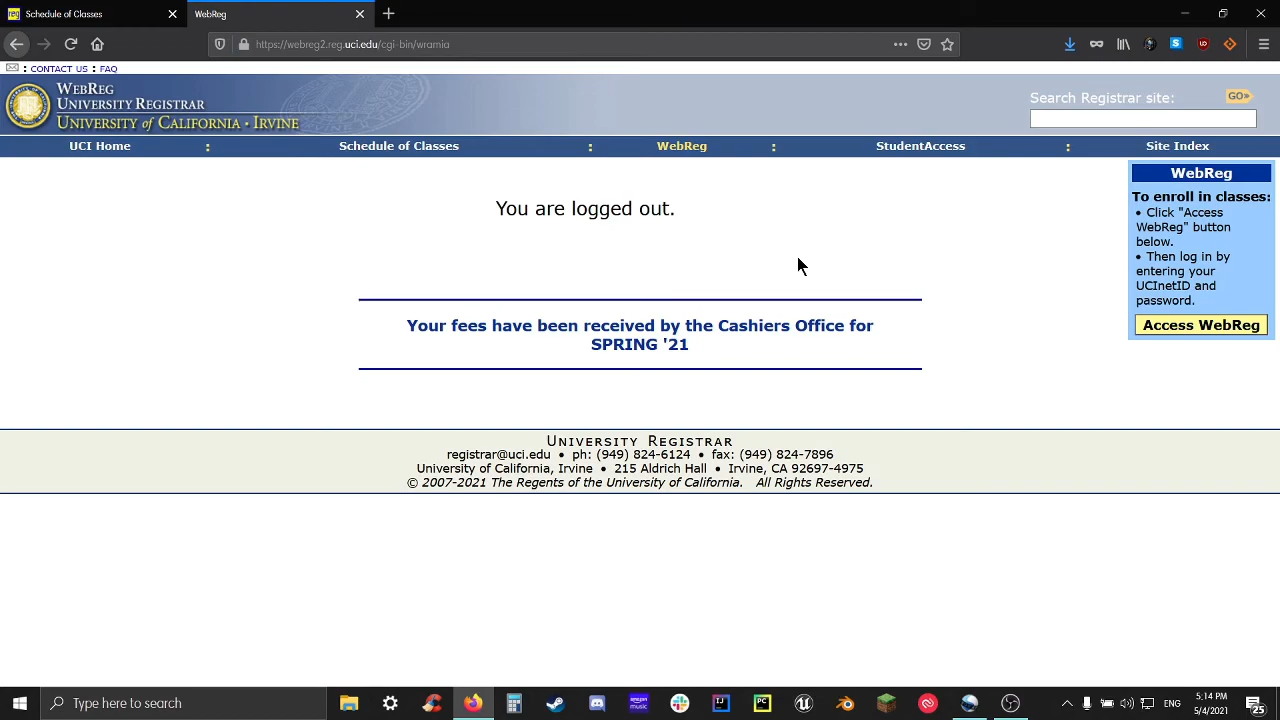 Schedule of Classes
WebReg
https://webreg2.reg.uci.edu/cgi-bin/wramia
CONTACT US : FAQ
WEBREG
UNIVERSITY REGISTRAR
UNIVERSITY of CALIFORNIA · IRVINE
Search Registrar site:
GO
UCI Home : Schedule of Classes : WebReg : StudentAccess : Site Index
You are logged out.
Your fees have been received by the Cashiers Office for
SPRING '21
WebReg
To enroll in classes:
• Click "Access
WebReg" button
below.
• Then log in by
entering your
UCInetID and
password.
Access WebReg
UNIVERSITY REGISTRAR
registrar@uci.edu • ph: (949) 824-6124 • fax: (949) 824-7896
University of California, Irvine • 215 Aldrich Hall • Irvine, CA 92697-4975
© 2007-2021 The Regents of the University of California. All Rights Reserved.
Type here to search
ENG
5:14 PM
5/4/2021
25